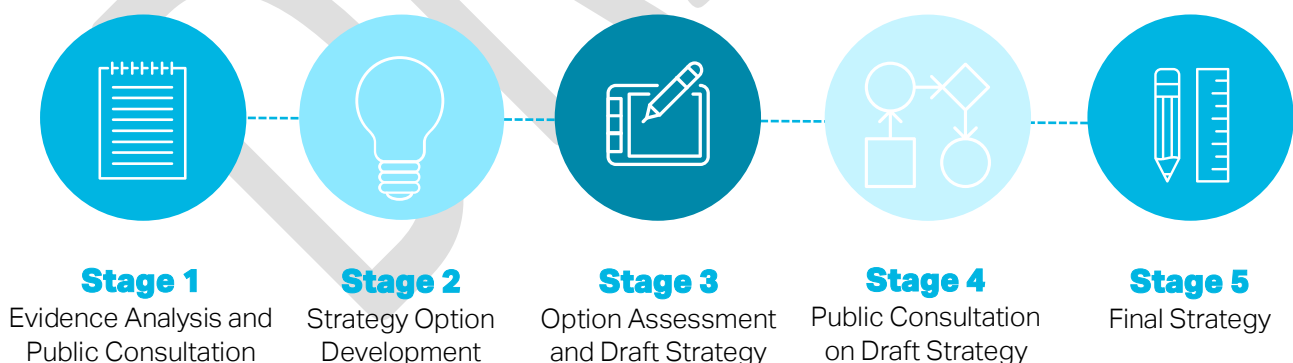 Stage 1
Evidence Analysis and
Public Consultation
Stage 2
Strategy Option
Development
Stage 3
Option Assessment
and Draft Strategy
Stage 4
Public Consultation
on Draft Strategy
Stage 5
Final Strategy